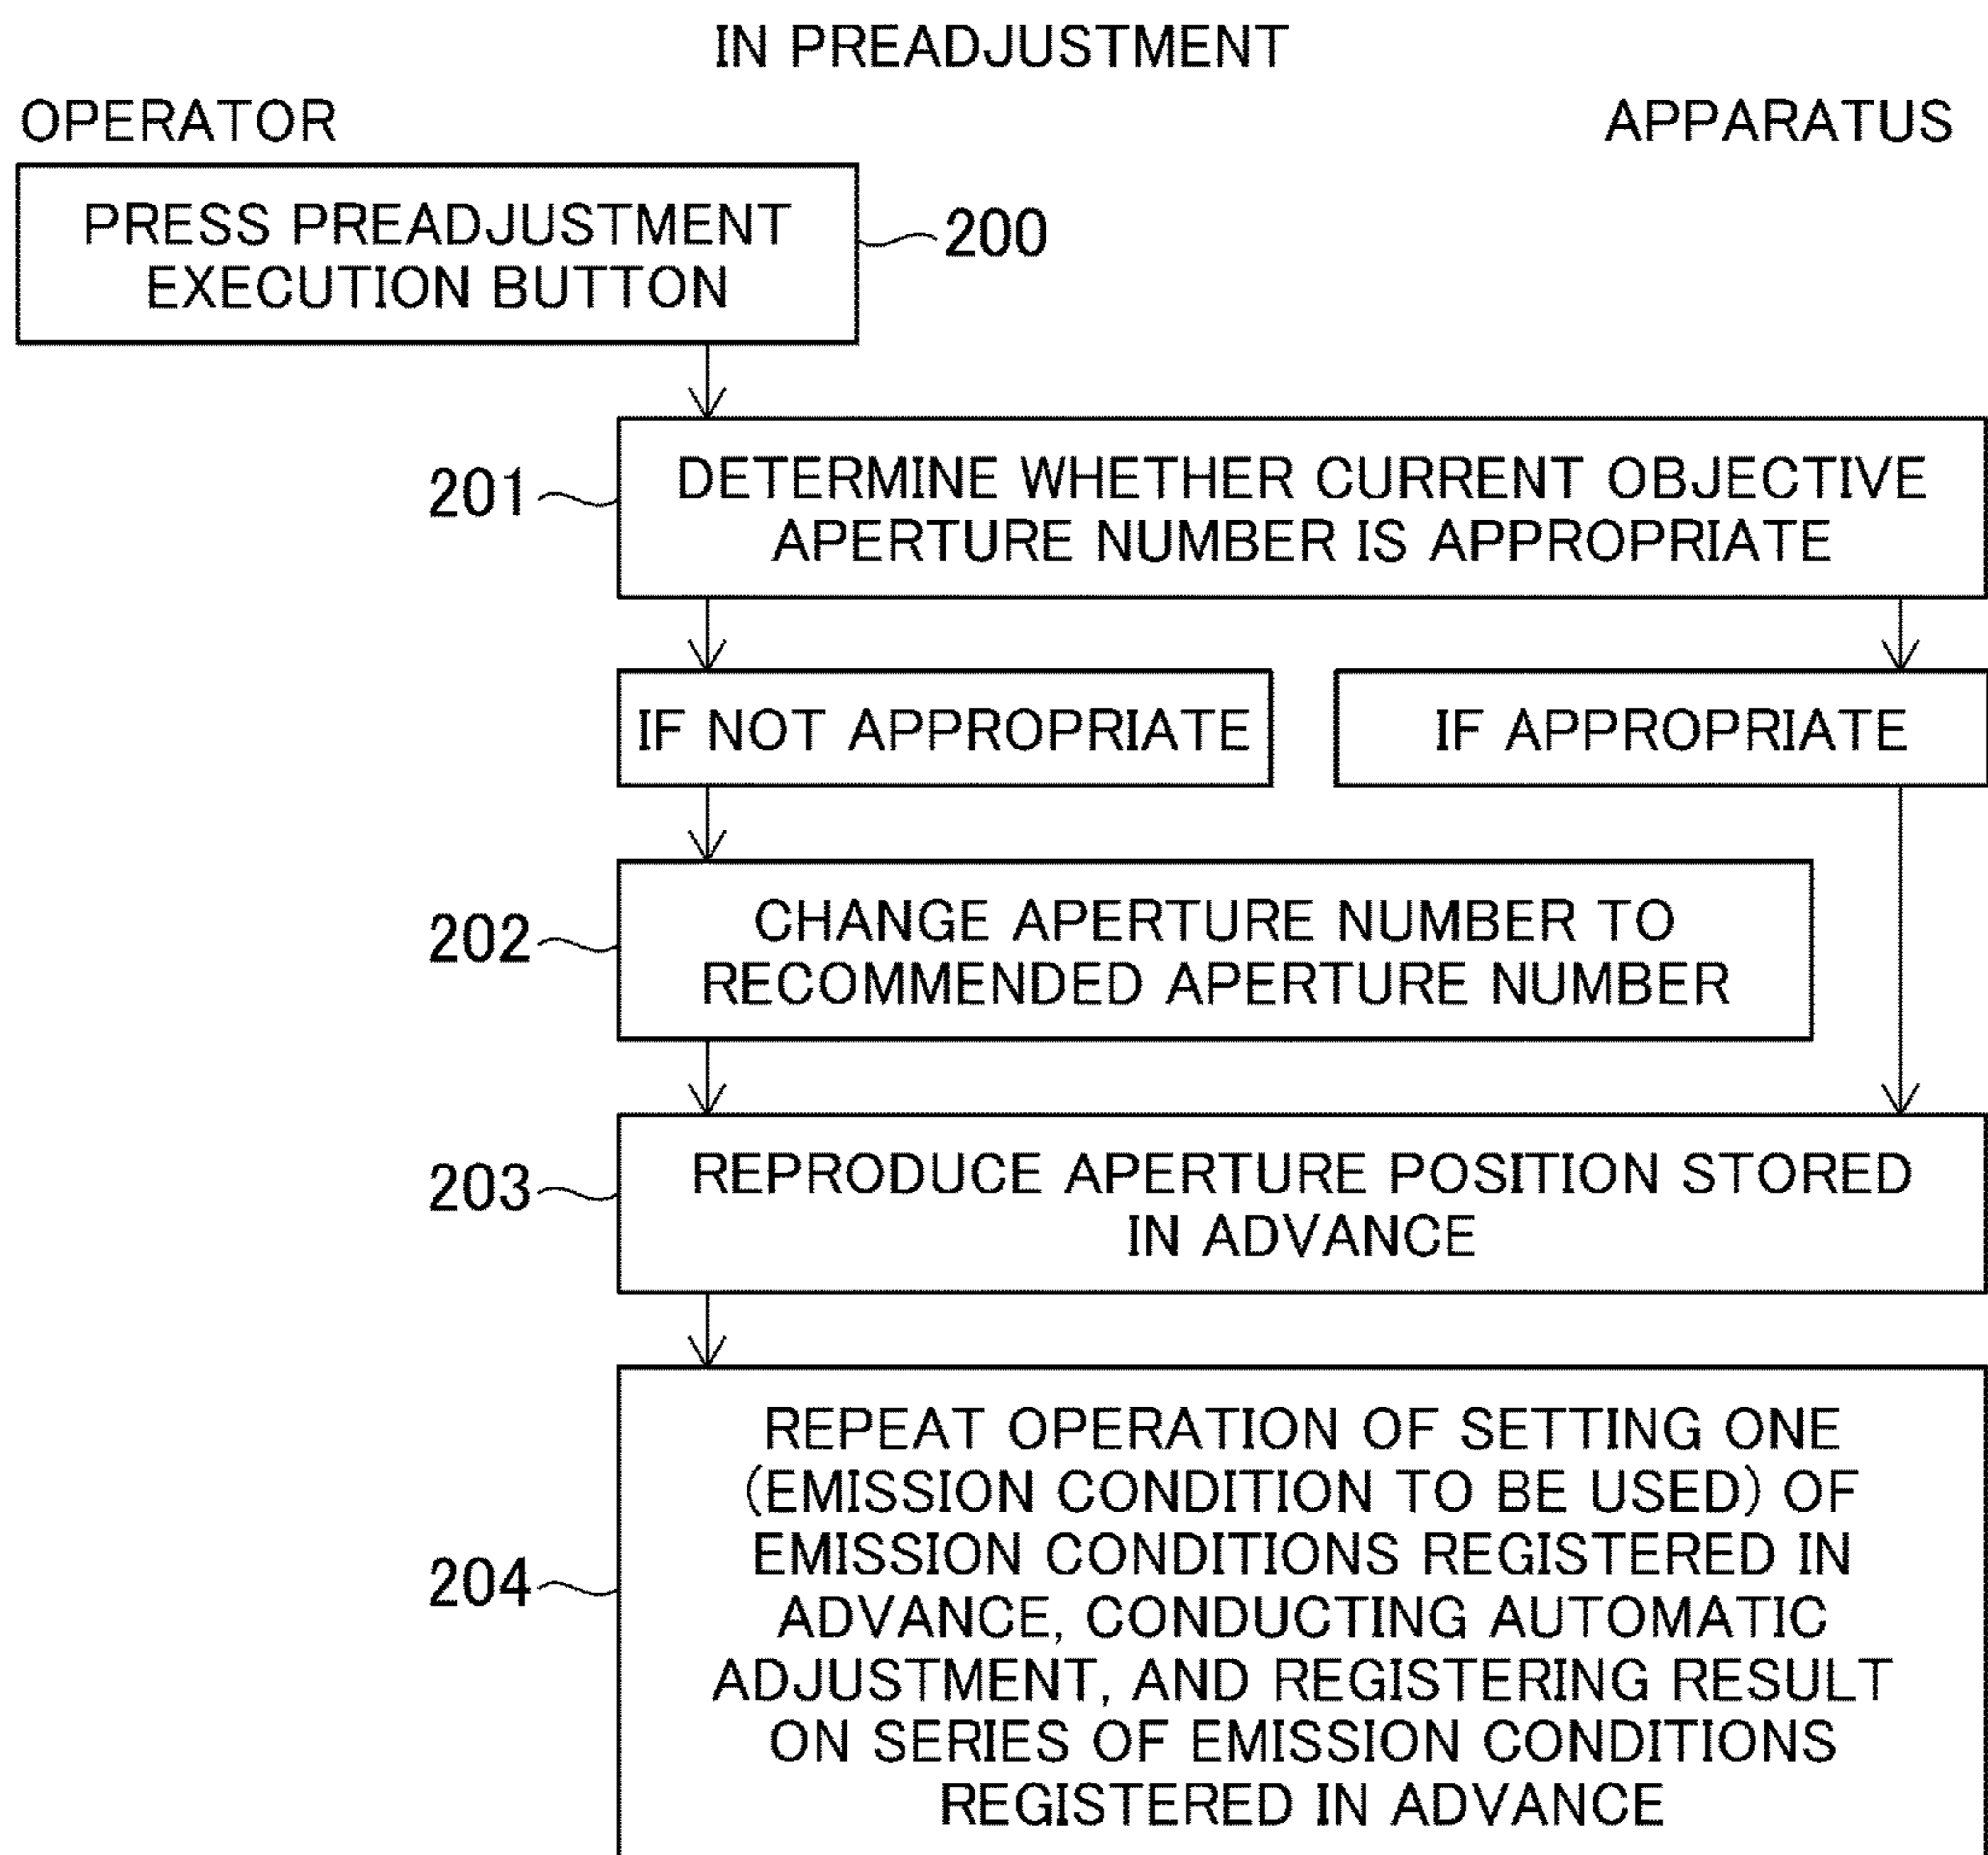 IN PREADJUSTMENT
OPERATOR
APPARATUS
PRESS PREADJUSTMENT
EXECUTION BUTTON
200
201
DETERMINE WHETHER CURRENT OBJECTIVE
APERTURE NUMBER IS APPROPRIATE
IF NOT APPROPRIATE
IF APPROPRIATE
202
CHANGE APERTURE NUMBER TO
RECOMMENDED APERTURE NUMBER
203
REPRODUCE APERTURE POSITION STORED
IN ADVANCE
204
REPEAT OPERATION OF SETTING ONE
(EMISSION CONDITION TO BE USED) OF
EMISSION CONDITIONS REGISTERED IN
ADVANCE, CONDUCTING AUTOMATIC
ADJUSTMENT, AND REGISTERING RESULT
ON SERIES OF EMISSION CONDITIONS
REGISTERED IN ADVANCE